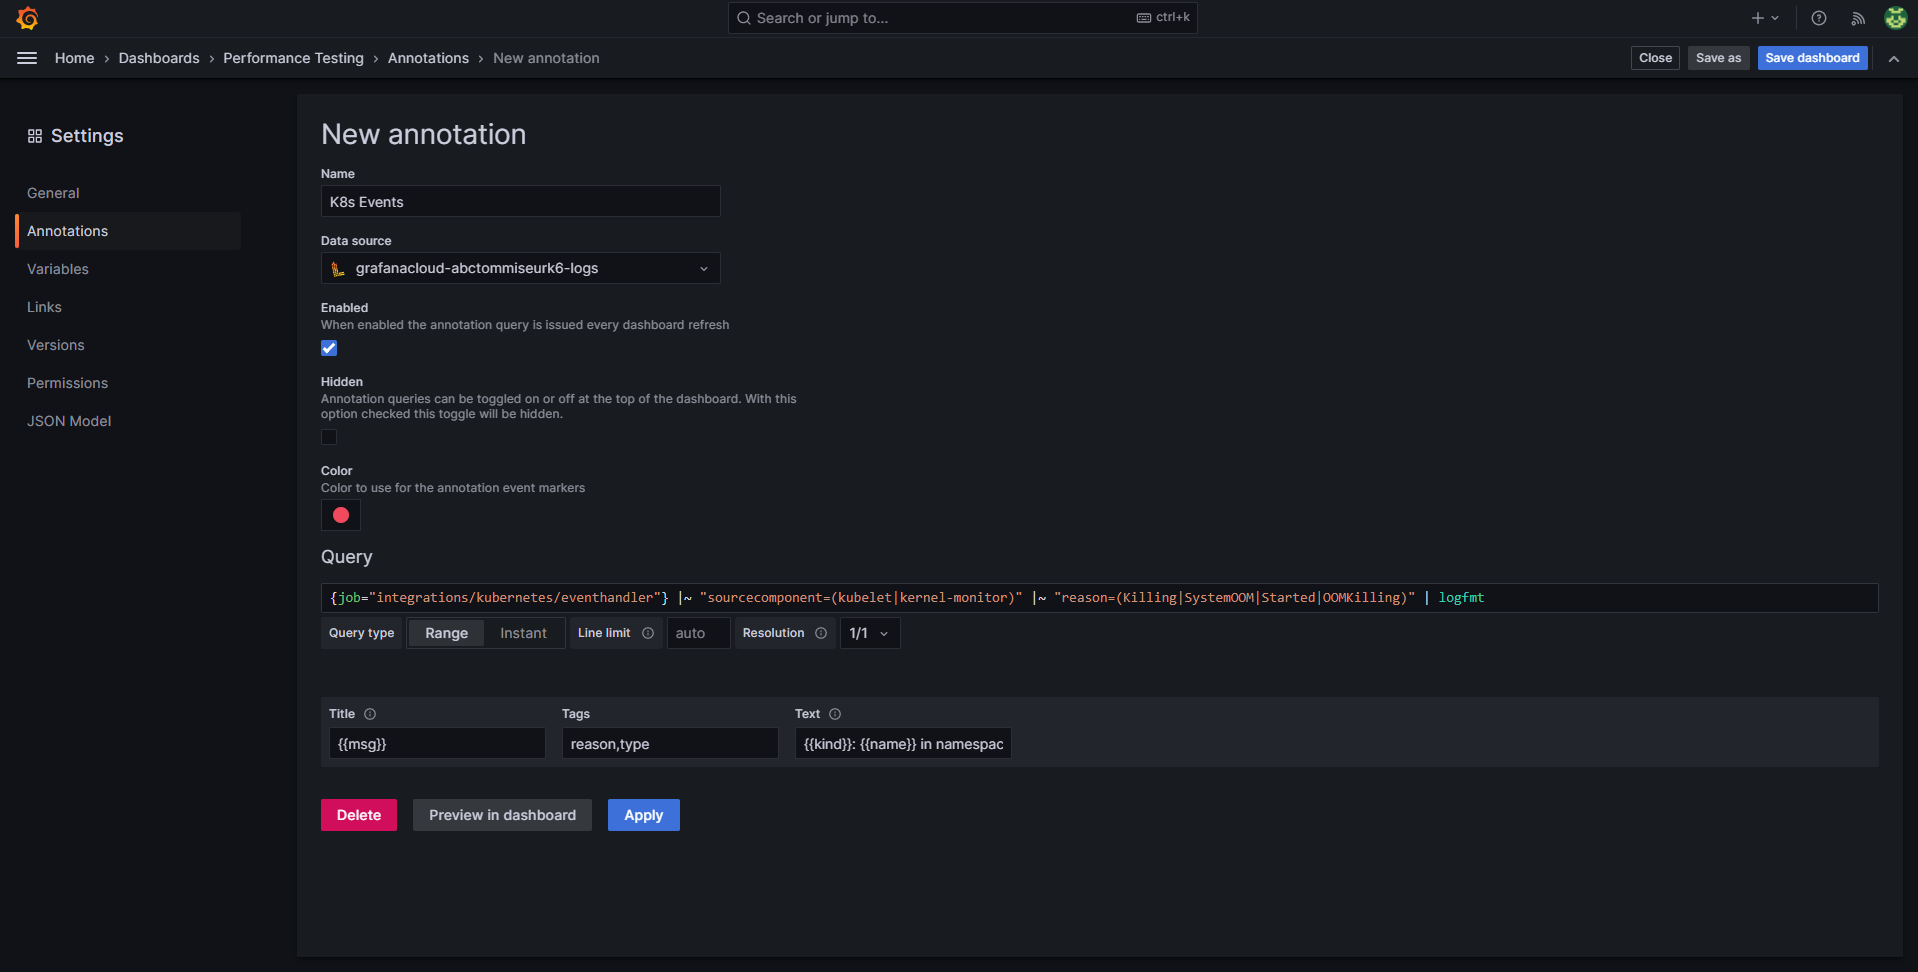 Search or jump to...
ctrl+k
Home › Dashboards › Performance Testing › Annotations › New annotation
Close
Save as
Save dashboard
Settings
General
Annotations
Variables
Links
Versions
Permissions
JSON Model
New annotation
Name
K8s Events
Data source
grafanacloud-abctommiseurk6-logs
Enabled
When enabled the annotation query is issued every dashboard refresh
Hidden
Annotation queries can be toggled on or off at the top of the dashboard. With this
option checked this toggle will be hidden.
Color
Color to use for the annotation event markers
Query
{job="integrations/kubernetes/eventhandler"} |~ "sourcecomponent=(kubelet|kernel-monitor)" |~ "reason=(Killing|SystemOOM|Started|OOMKilling)" | logfmt
Query type
Range
Instant
Line limit
auto
Resolution
1/1
Title
Tags
Text
{{msg}}
reason,type
{{kind}}: {{name}} in namespac
Delete
Preview in dashboard
Apply